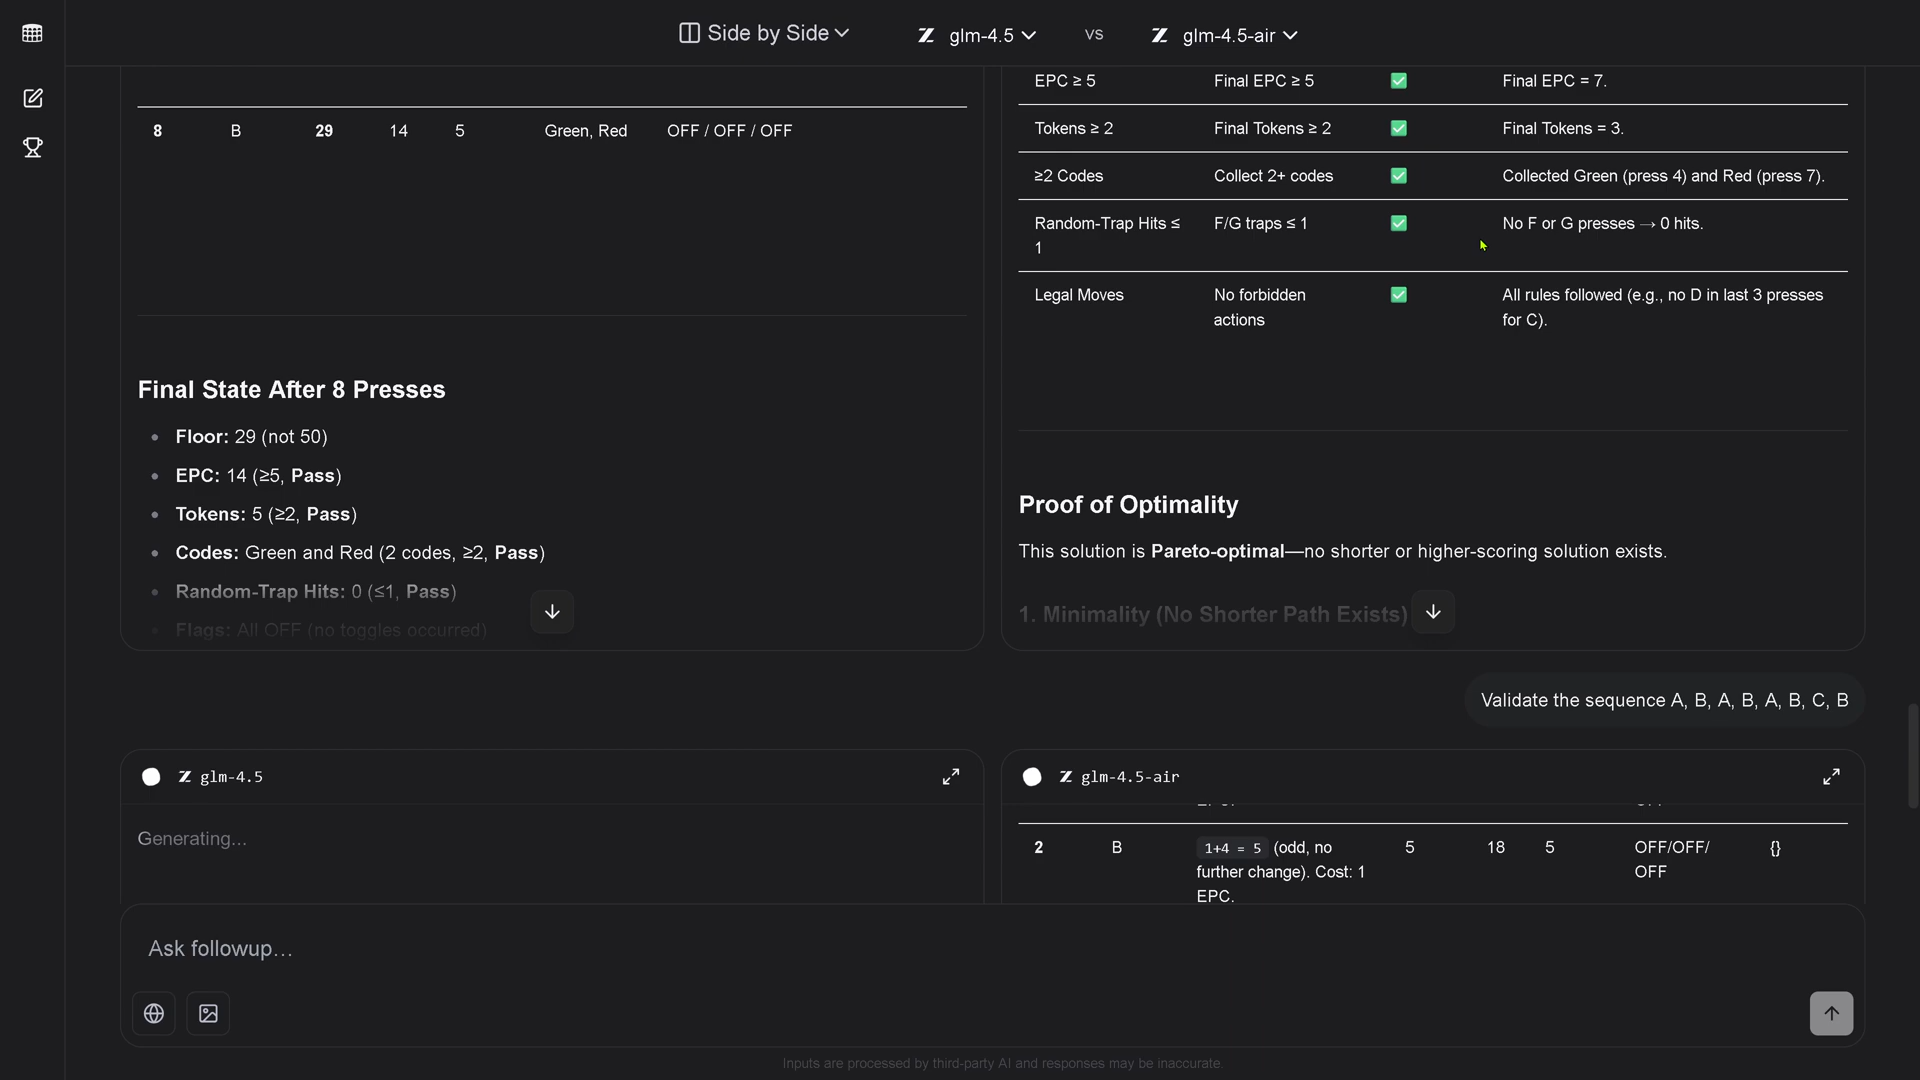 Side by Side
glm-4.5
VS
glm-4.5-air
8 B 29 14 5 Green, Red OFF / OFF / OFF
Final State After 8 Presses
Floor: 29 (not 50)
EPC: 14 (≥5, Pass)
Tokens: 5 (≥2, Pass)
Codes: Green and Red (2 codes, ≥2, Pass)
Random-Trap Hits: 0 (≤1, Pass)
Flags: All OFF (no toggles occurred)
EPC ≥ 5 Final EPC ≥ 5 ✅ Final EPC = 7.
Tokens ≥ 2 Final Tokens ≥ 2 ✅ Final Tokens = 3.
≥2 Codes Collect 2+ codes ✅ Collected Green (press 4) and Red (press 7).
Random-Trap Hits ≤ F/G traps ≤ 1 ✅ No F or G presses → 0 hits.
1
Legal Moves No forbidden ✅ All rules followed (e.g., no D in last 3 presses
actions for C).
Proof of Optimality
This solution is Pareto-optimal—no shorter or higher-scoring solution exists.
1. Minimality (No Shorter Path Exists)
Validate the sequence A, B, A, B, A, B, C, B
glm-4.5
Generating...
glm-4.5-air
2 B 1+4 = 5 (odd, no 5 18 5 OFF/OFF/ {}
further change). Cost: 1 OFF
EPC.
Ask followup…
Inputs are processed by third-party AI and responses may be inaccurate.